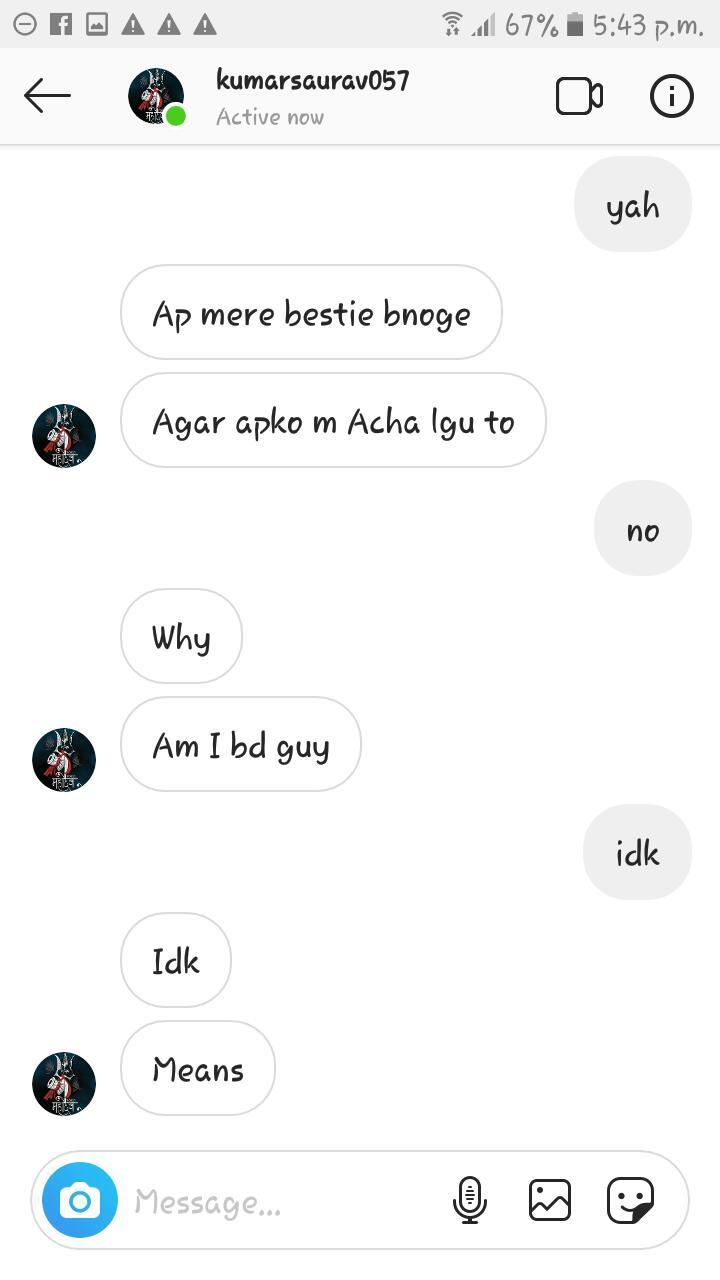 67% 5:43 p.m.
kumarsaurav057
Active now
yah
Ap mere bestie bnoge
Agar apko m Acha lgu to
no
Why
Am I bd guy
idk
Idk
Means
Message...